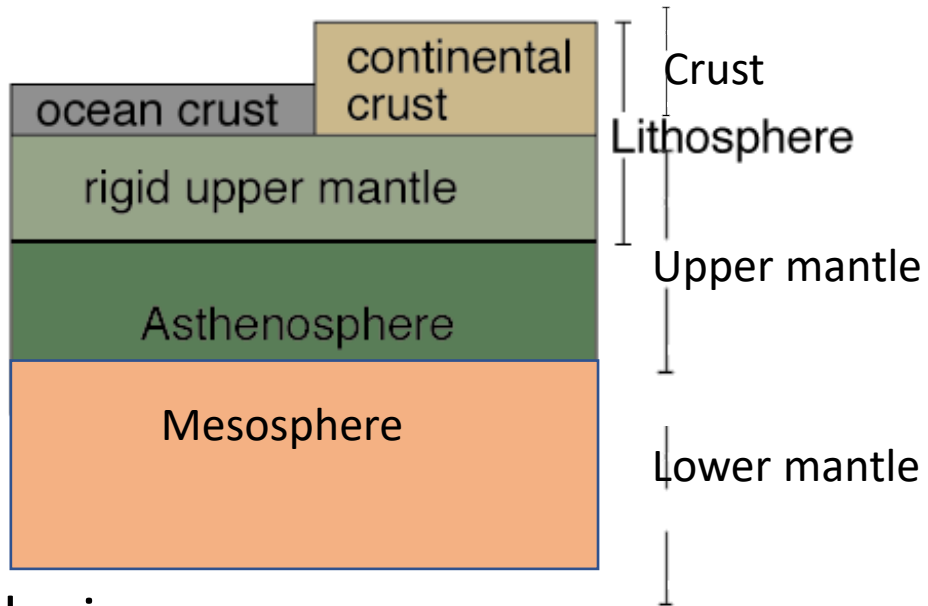 continental
crust
Crust
ocean crust
Lithosphere
rigid upper mantle
Upper mantle
Asthenosphere
Mesosphere
Lower mantle